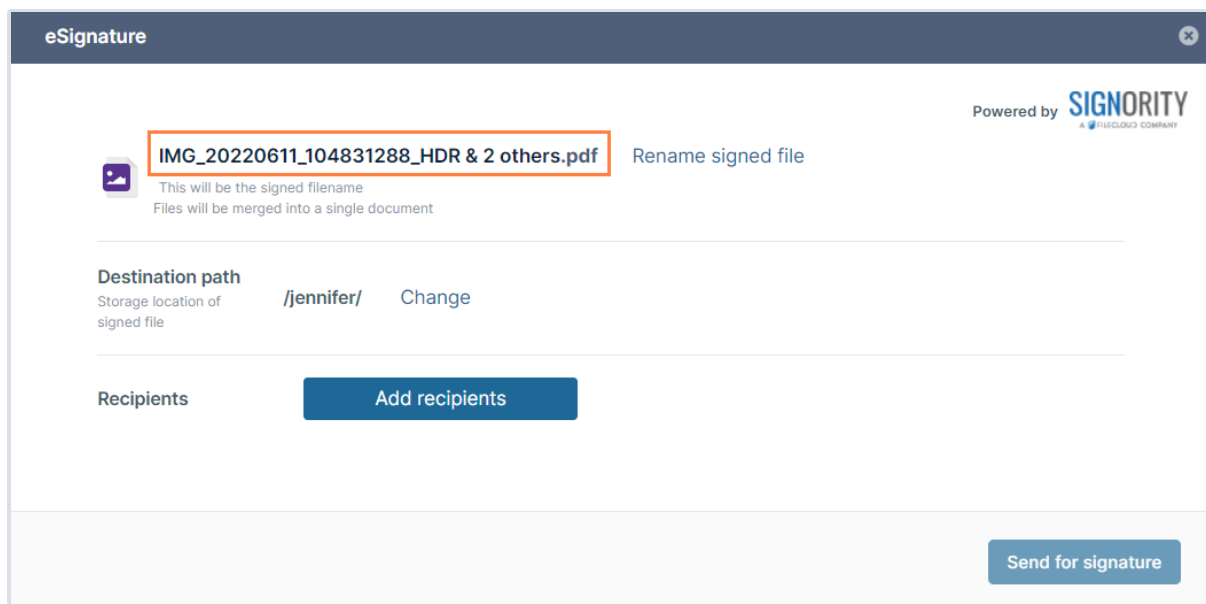 eSignature
Powered by SIGNORITY
A FILECLOUD COMPANY
IMG_20220611_104831288_HDR & 2 others.pdf Rename signed file
This will be the signed filename
Files will be merged into a single document
Destination path
Storage location of
signed file
/jennifer/ Change
Recipients Add recipients
Send for signature